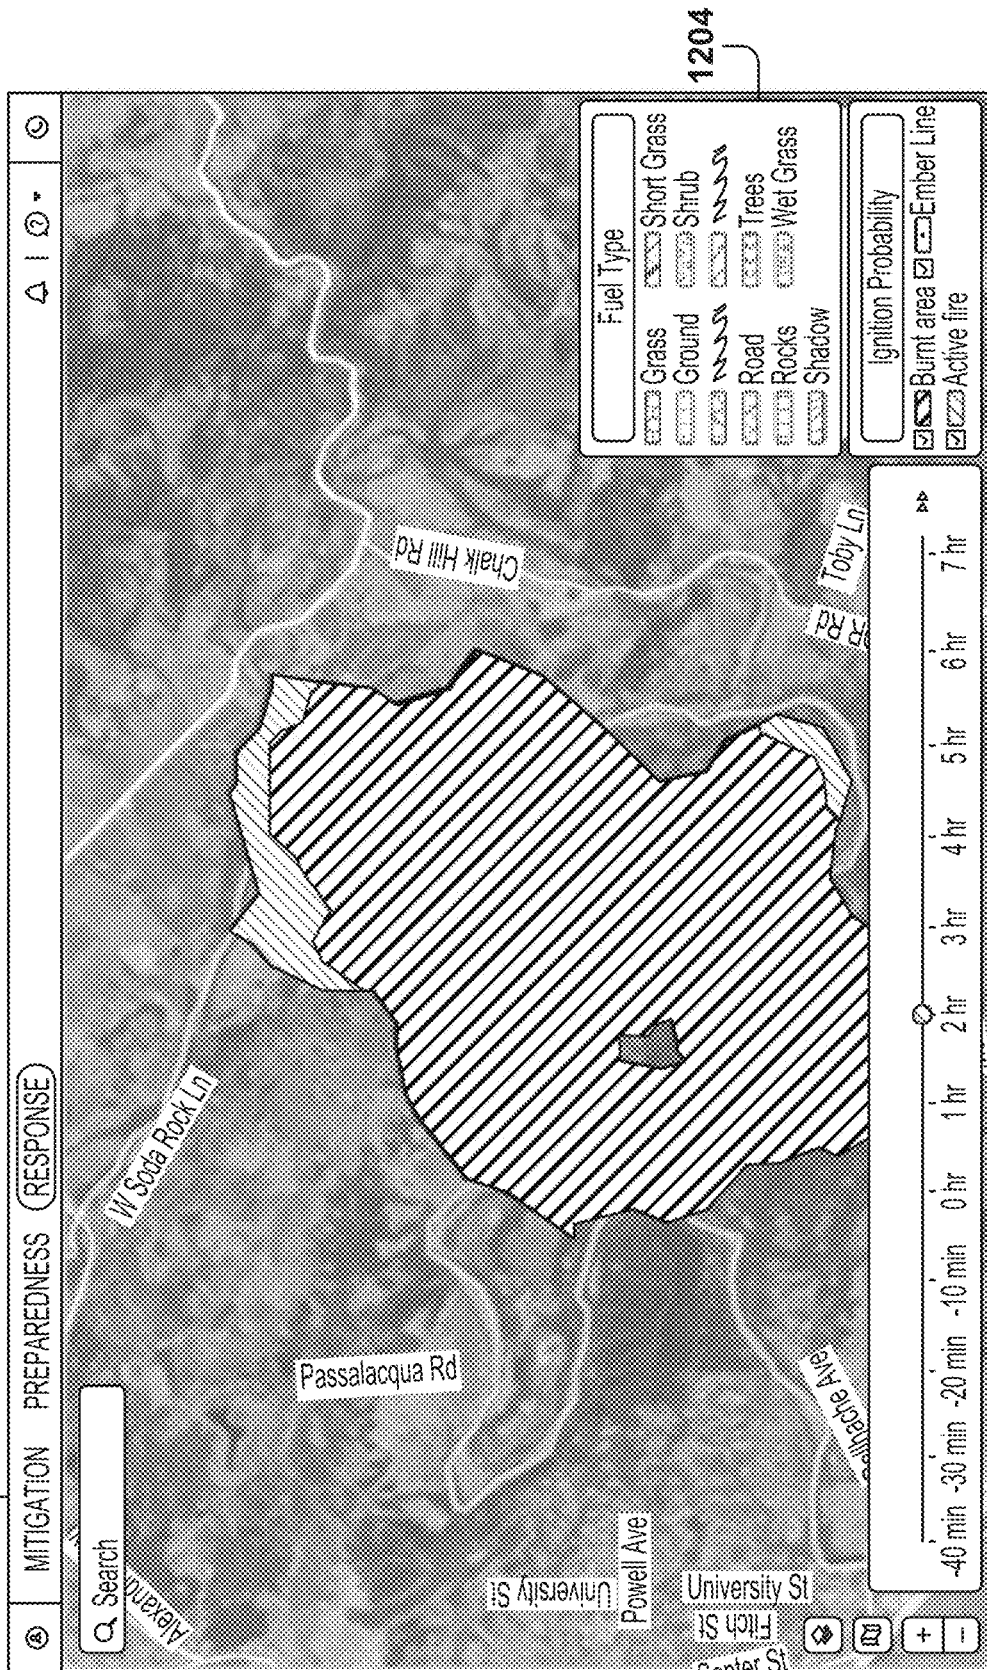 MITIGATION PREPAREDNESS RESPONSE
Search
W Soda Rock Ln
Passalacqua Rd
Chalk Hill Rd
Toby Ln
Rd
University St
Powell Ave
University St
Fitch St
Center St
Fuel Type
Grass Short Grass
Ground Shrub
Road Trees
Rocks Wet Grass
Shadow
Ignition Probability
Burnt area Ember Line
Active fire
-40 min -30 min -20 min -10 min 0 hr 1 hr 2 hr 3 hr 4 hr 5 hr 6 hr 7 hr
1204